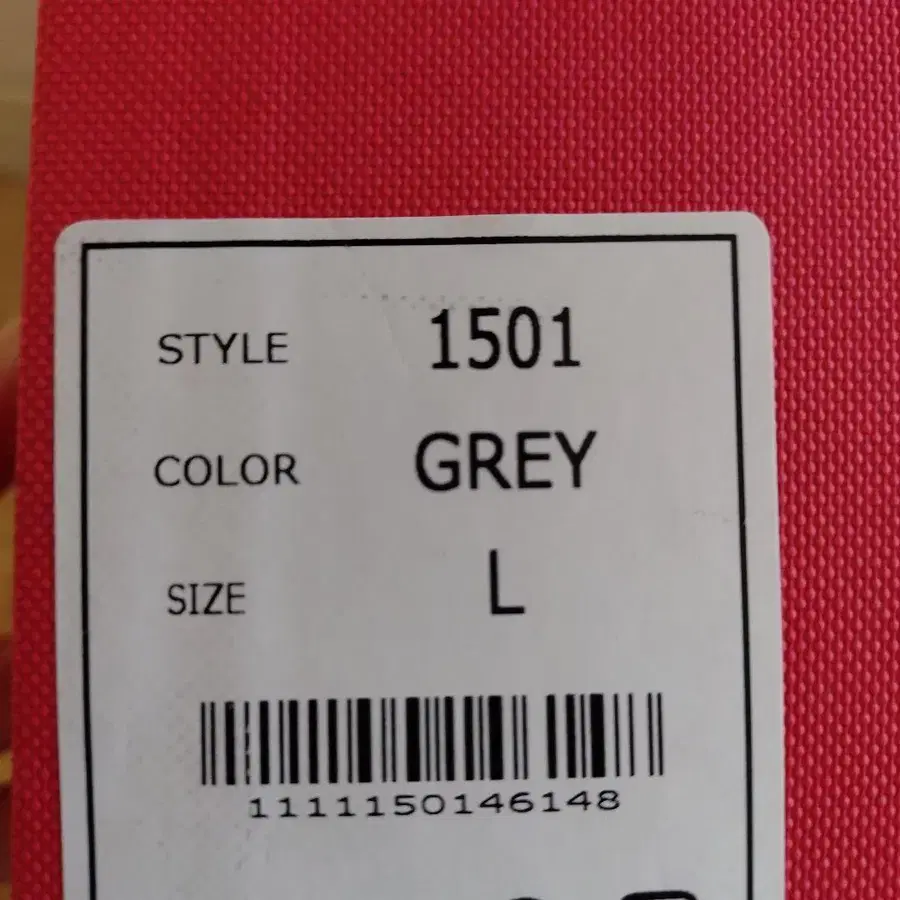 STYLE 1501
COLOR GREY
SIZE L
1111150146148